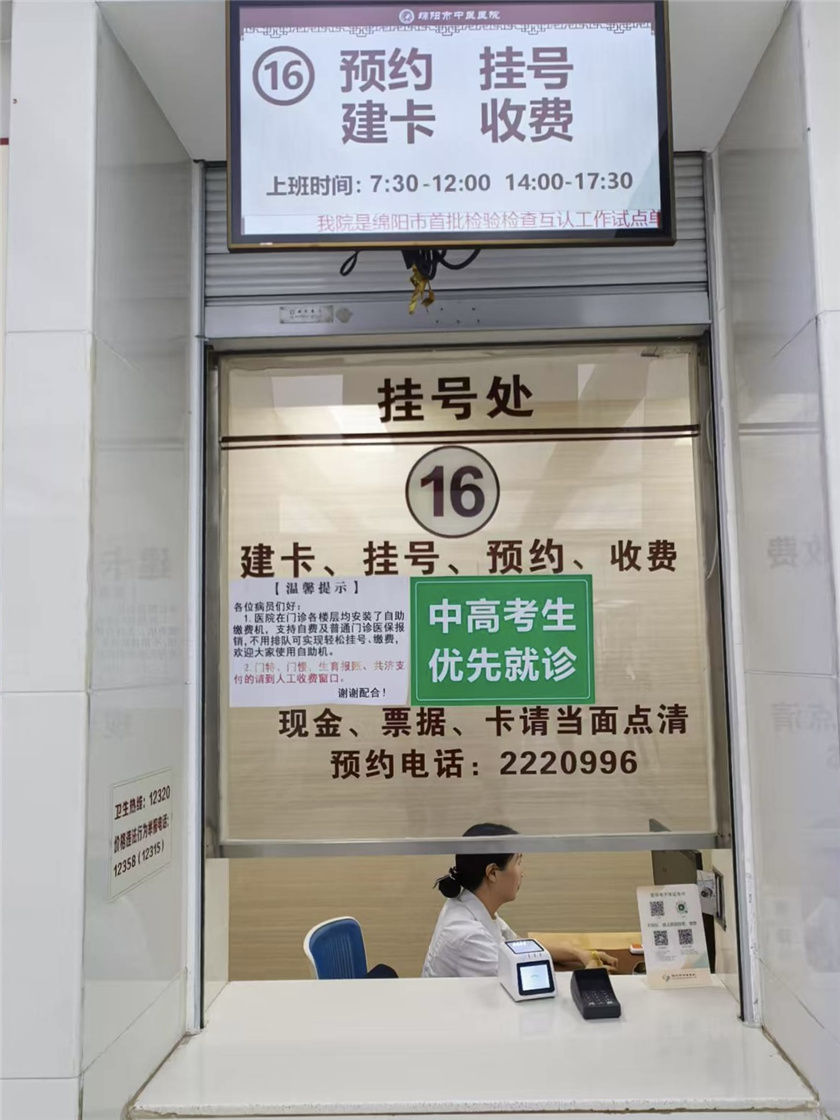 绵阳市中医医院
16
预约 挂号
建卡 收费
上班时间：7:30-12:00 14:00-17:30
我院是绵阳市首批检验检查互认工作试点单
挂号处
16
建卡、挂号、预约、收费
【温馨提示】
各位病员们好：
1. 医院在门诊各楼层均安装了自助
缴费机，支持自费及普通门诊医保报
销，不用排队可实现轻松挂号、缴费，
欢迎大家使用自助机。
2. 门特、门慢、生育报账、共济支
付的请到人工收费窗口。
谢谢配合！
中高考生
优先就诊
现金、票据、卡请当面点清
预约电话：2220996
卫生热线：12320
价格违法行为举报电话：
12358（12315）